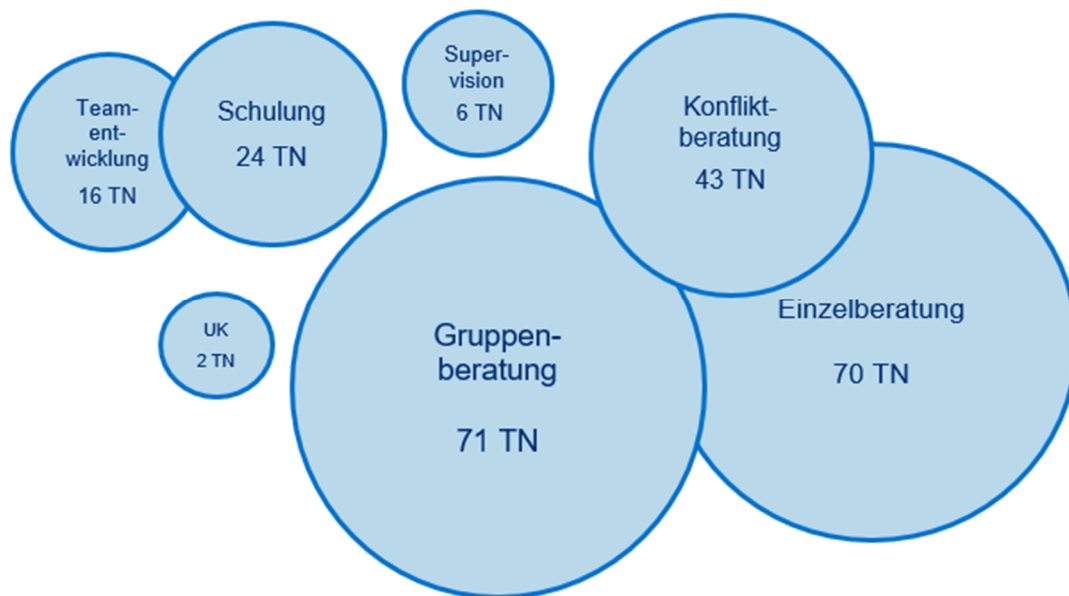 Team-
ent-
wicklung
16 TN
Schulung
24 TN
Super-
vision
6 TN
Konflikt-
beratung
43 TN
UK
2 TN
Gruppen-
beratung
71 TN
Einzelberatung
70 TN